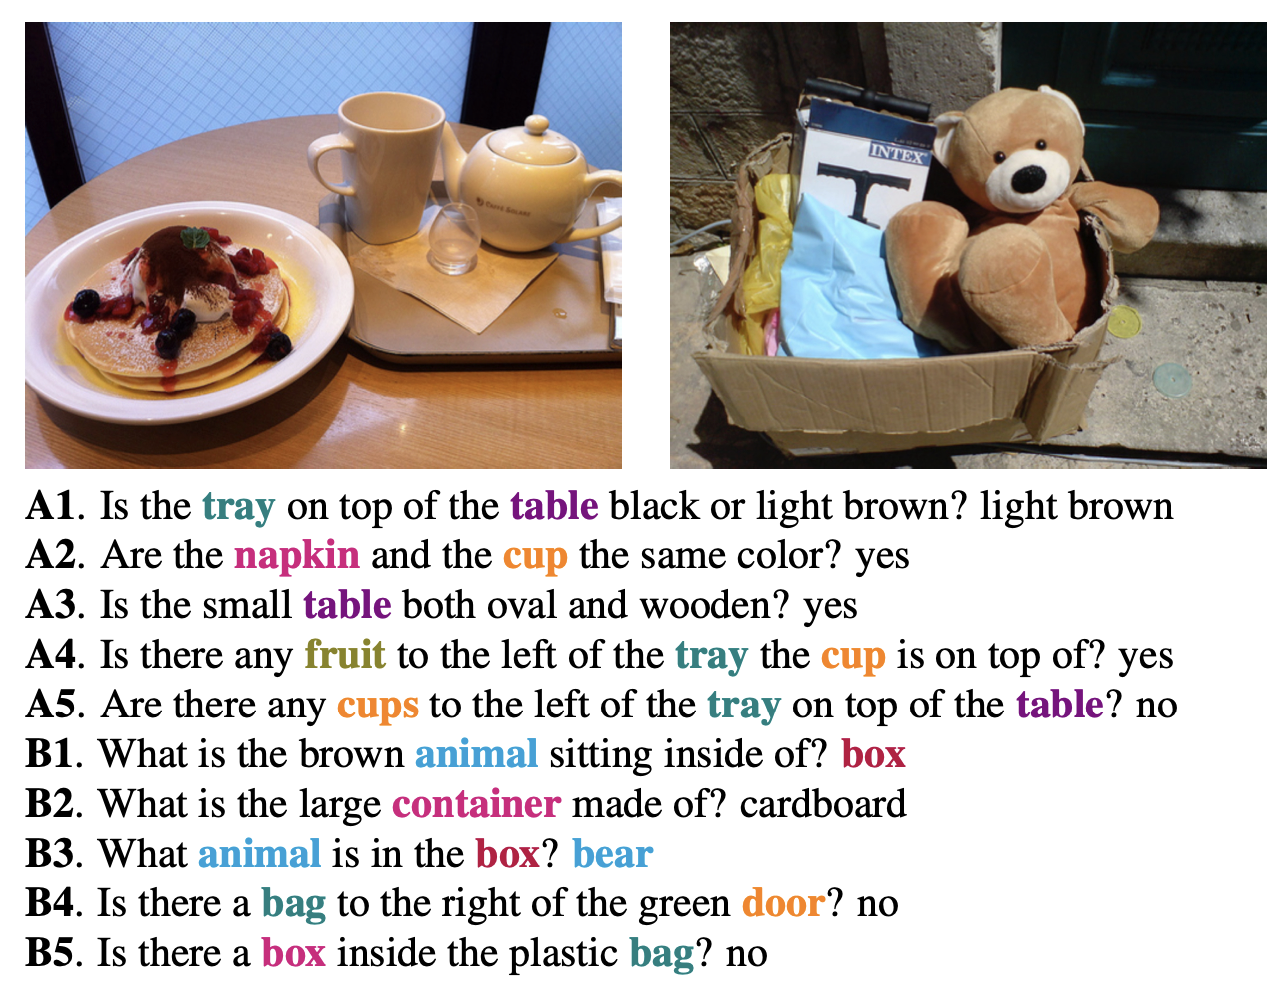 INTEX
A1. Is the tray on top of the table black or light brown? light brown
A2. Are the napkin and the cup the same color? yes
A3. Is the small table both oval and wooden? yes
A4. Is there any fruit to the left of the tray the cup is on top of? yes
A5. Are there any cups to the left of the tray on top of the table? no
B1. What is the brown animal sitting inside of? box
B2. What is the large container made of? cardboard
B3. What animal is in the box? bear
B4. Is there a bag to the right of the green door? no
B5. Is there a box inside the plastic bag? no